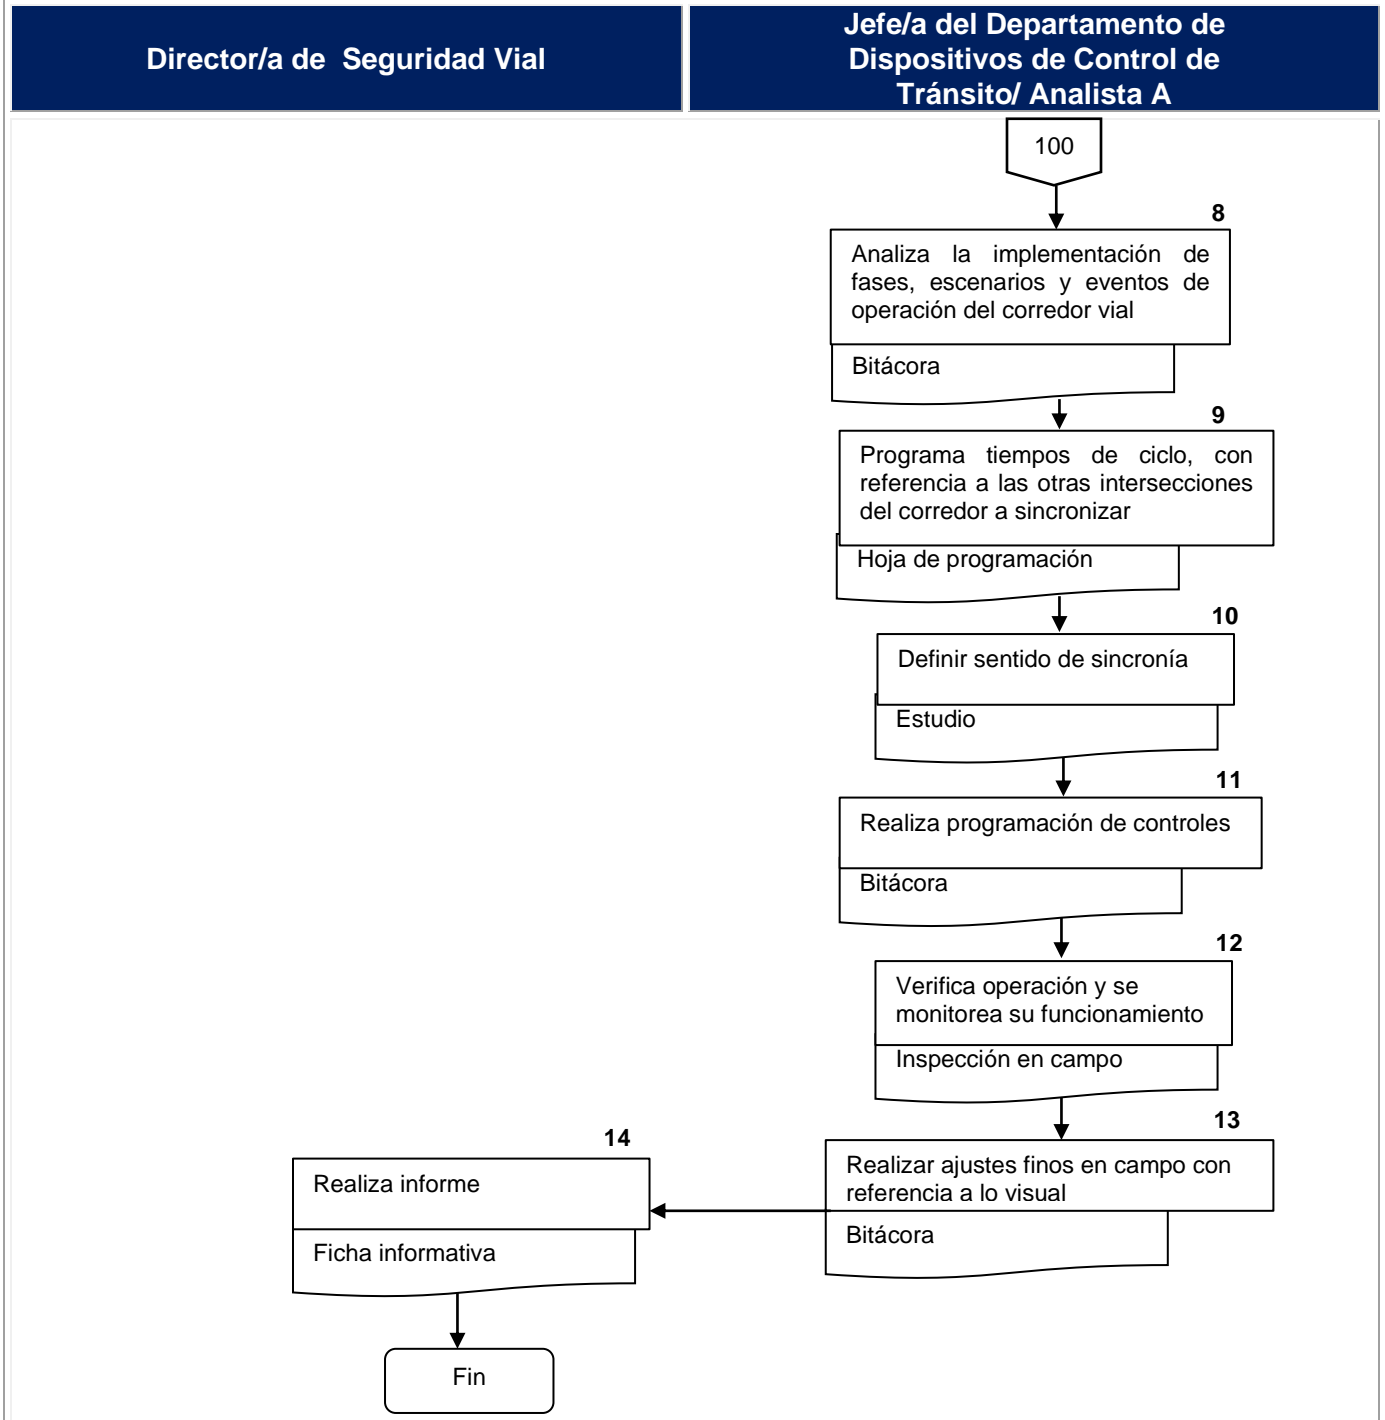 Director/a de Seguridad Vial
Jefe/a del Departamento de
Dispositivos de Control de
Tránsito/ Analista A
100
8
Analiza la implementación de
fases, escenarios y eventos de
operación del corredor vial
Bitácora
9
Programa tiempos de ciclo, con
referencia a las otras intersecciones
del corredor a sincronizar
Hoja de programación
10
Definir sentido de sincronía
Estudio
11
Realiza programación de controles
Bitácora
12
Verifica operación y se
monitorea su funcionamiento
Inspección en campo
13
Realizar ajustes finos en campo con
referencia a lo visual
Bitácora
14
Realiza informe
Ficha informativa
Fin